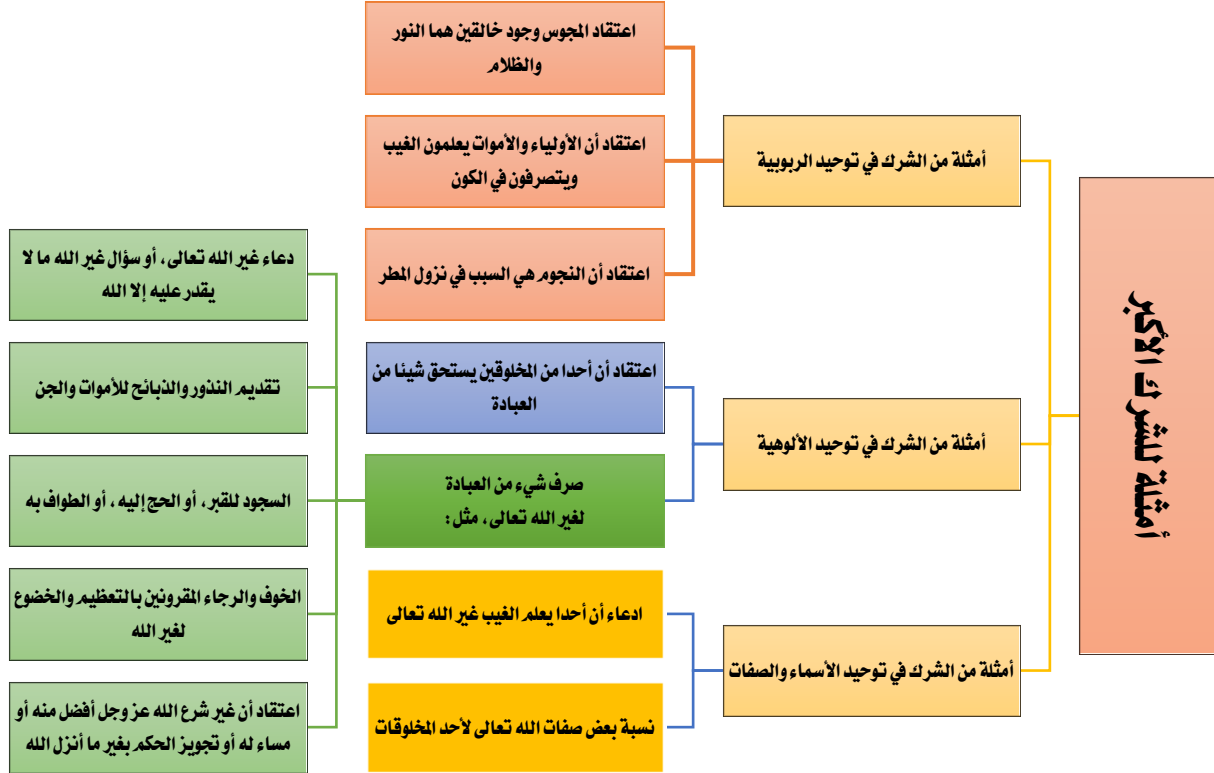 أمثلة للشرك الأكبر
أمثلة من الشرك في توحيد الربوبية
اعتقاد المجوس وجود خالقين هما النور
والظلام
اعتقاد أن الأولياء والأموات يعلمون الغيب
ويتصرفون في الكون
اعتقاد أن النجوم هي السبب في نزول المطر
أمثلة من الشرك في توحيد الألوهية
اعتقاد أن أحدا من المخلوقين يستحق شيئا من
العبادة
صرف شيء من العبادة
لغير الله تعالى، مثل :
دعاء غير الله تعالى، أو سؤال غير الله ما لا
يقدر عليه إلا الله
تقديم النذور والذبائح للأموات والجن
السجود للقبر، أو الحج إليه، أو الطواف به
الخوف والرجاء المقرونين بالتعظيم والخضوع
لغير الله
اعتقاد أن غير شرع الله عز وجل أفضل منه أو
مساء له أو تجويز الحكم بغير ما أنزل الله
أمثلة من الشرك في توحيد الأسماء والصفات
ادعاء أن أحدا يعلم الغيب غير الله تعالى
نسبة بعض صفات الله تعالى لأحد المخلوقات